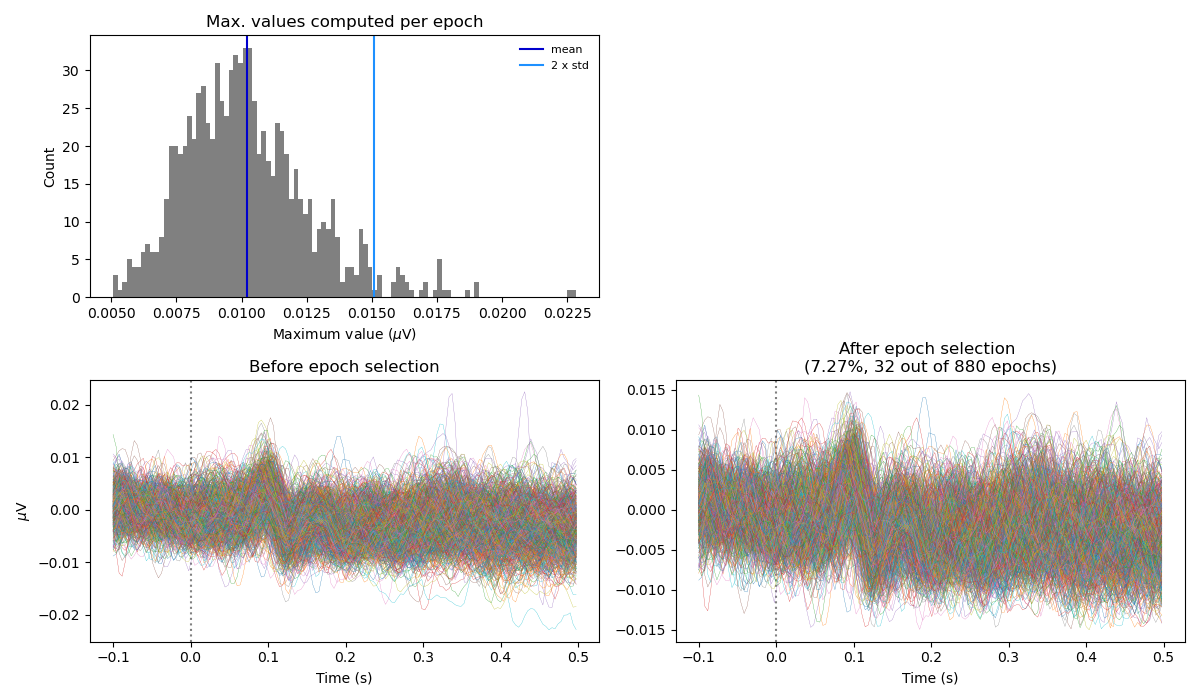 Max. values computed per epoch
mean
2 x std
Count
30
25
20
15
10
5
0
0.0050 0.0075 0.0100 0.0125 0.0150 0.0175 0.0200 0.0225
Maximum value (μV)
Before epoch selection
μV
0.02
0.01
0.00
−0.01
−0.02
−0.1 0.0 0.1 0.2 0.3 0.4 0.5
Time (s)
After epoch selection
(7.27%, 32 out of 880 epochs)
0.015
0.010
0.005
0.000
−0.005
−0.010
−0.015
−0.1 0.0 0.1 0.2 0.3 0.4 0.5
Time (s)